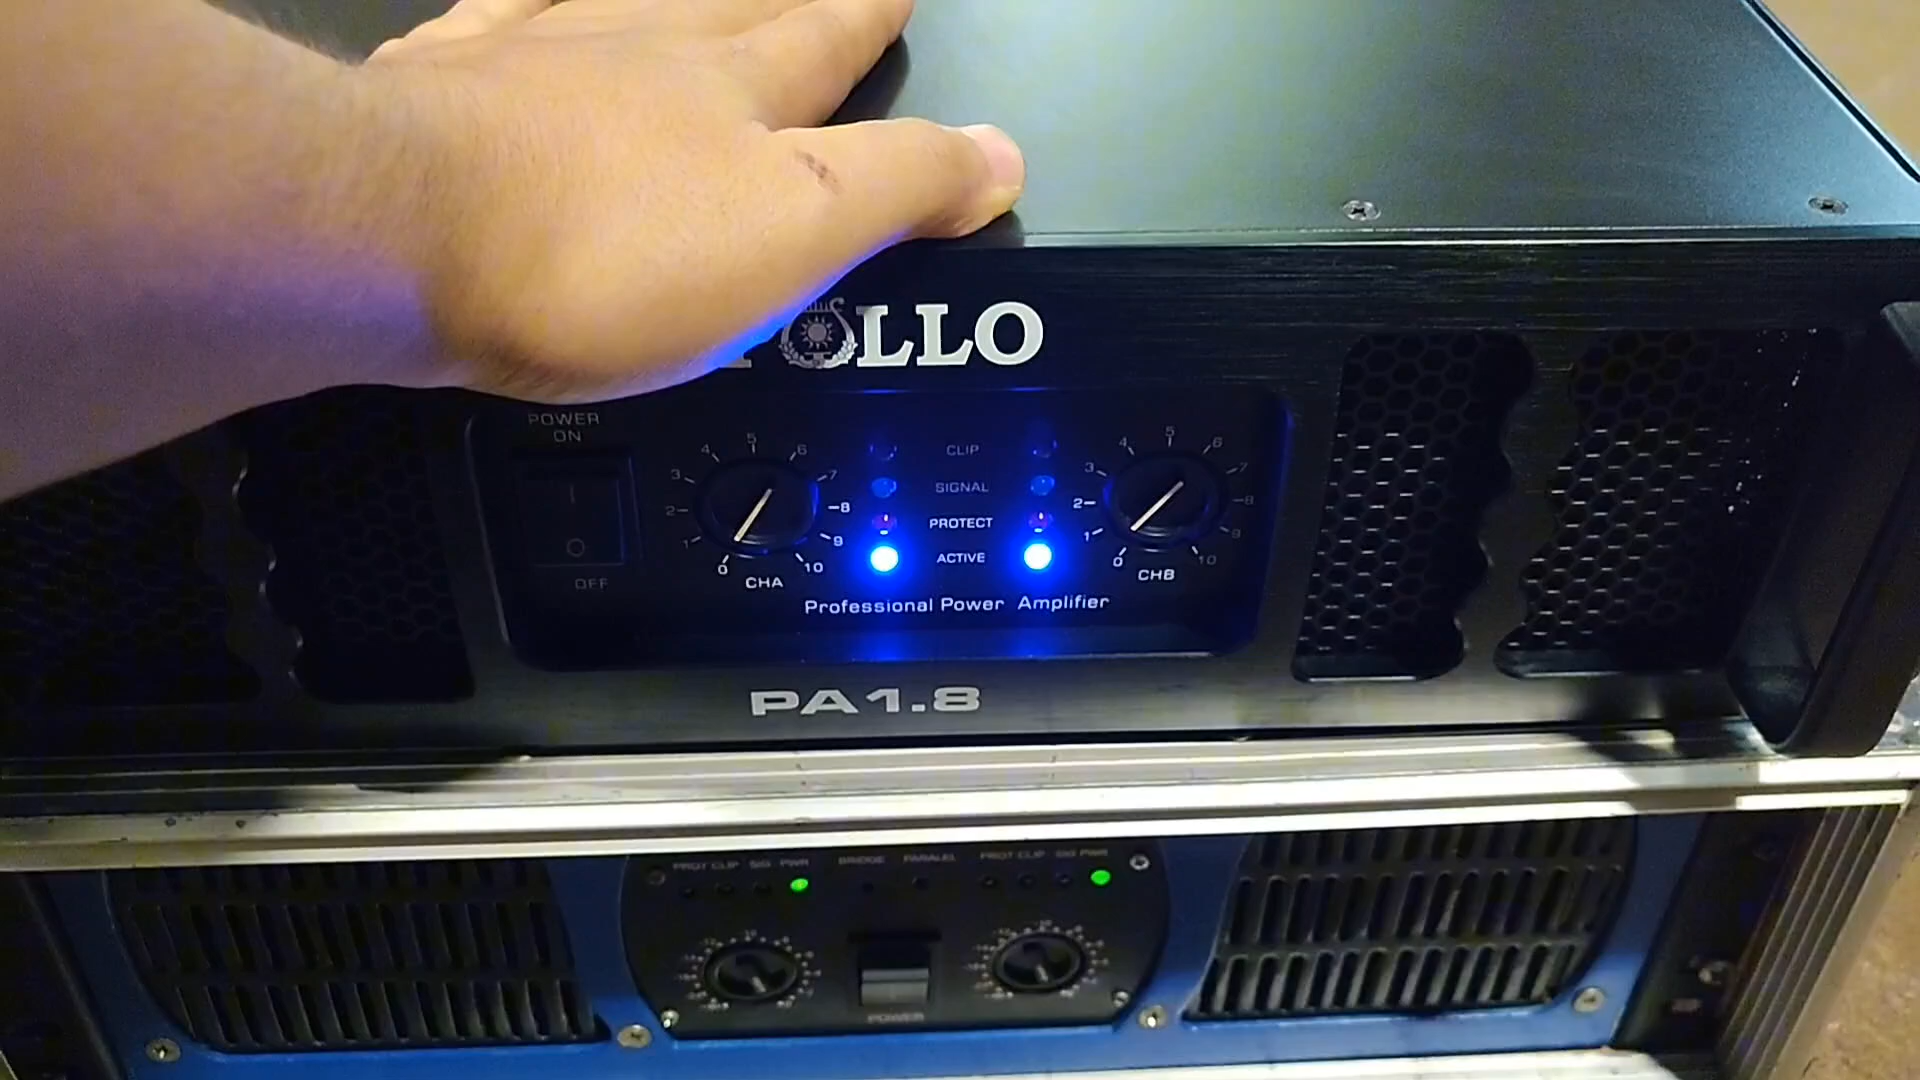 OLLO
POWER
ON
OFF
0 1 2 3 4 5 6 7 8 9 10
CHA
CLIP
SIGNAL
PROTECT
ACTIVE
0 1 2 3 4 5 6 7 8 9 10
CHB
Professional Power Amplifier
PA1.8
PROT CLIP SIG PWR BRIDGE PARALEL PROT CLIP SIG PWR
POWER